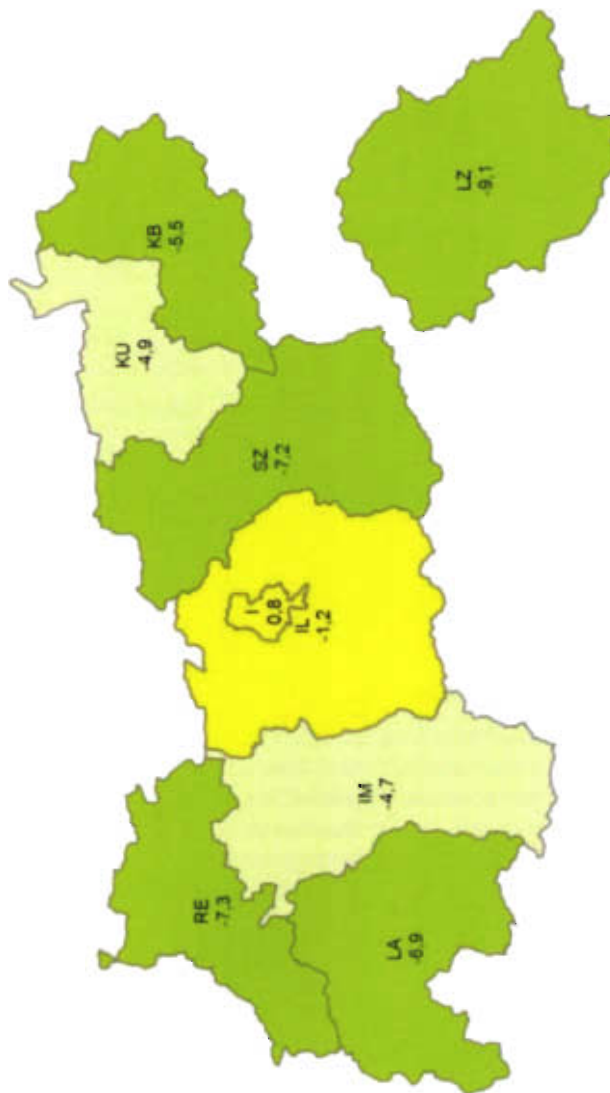 RE
-7,3
LA
-6,9
IM
-4,7
I
0,8
IL
-1,2
SZ
-7,2
KU
-4,9
KB
-5,5
LZ
-9,1